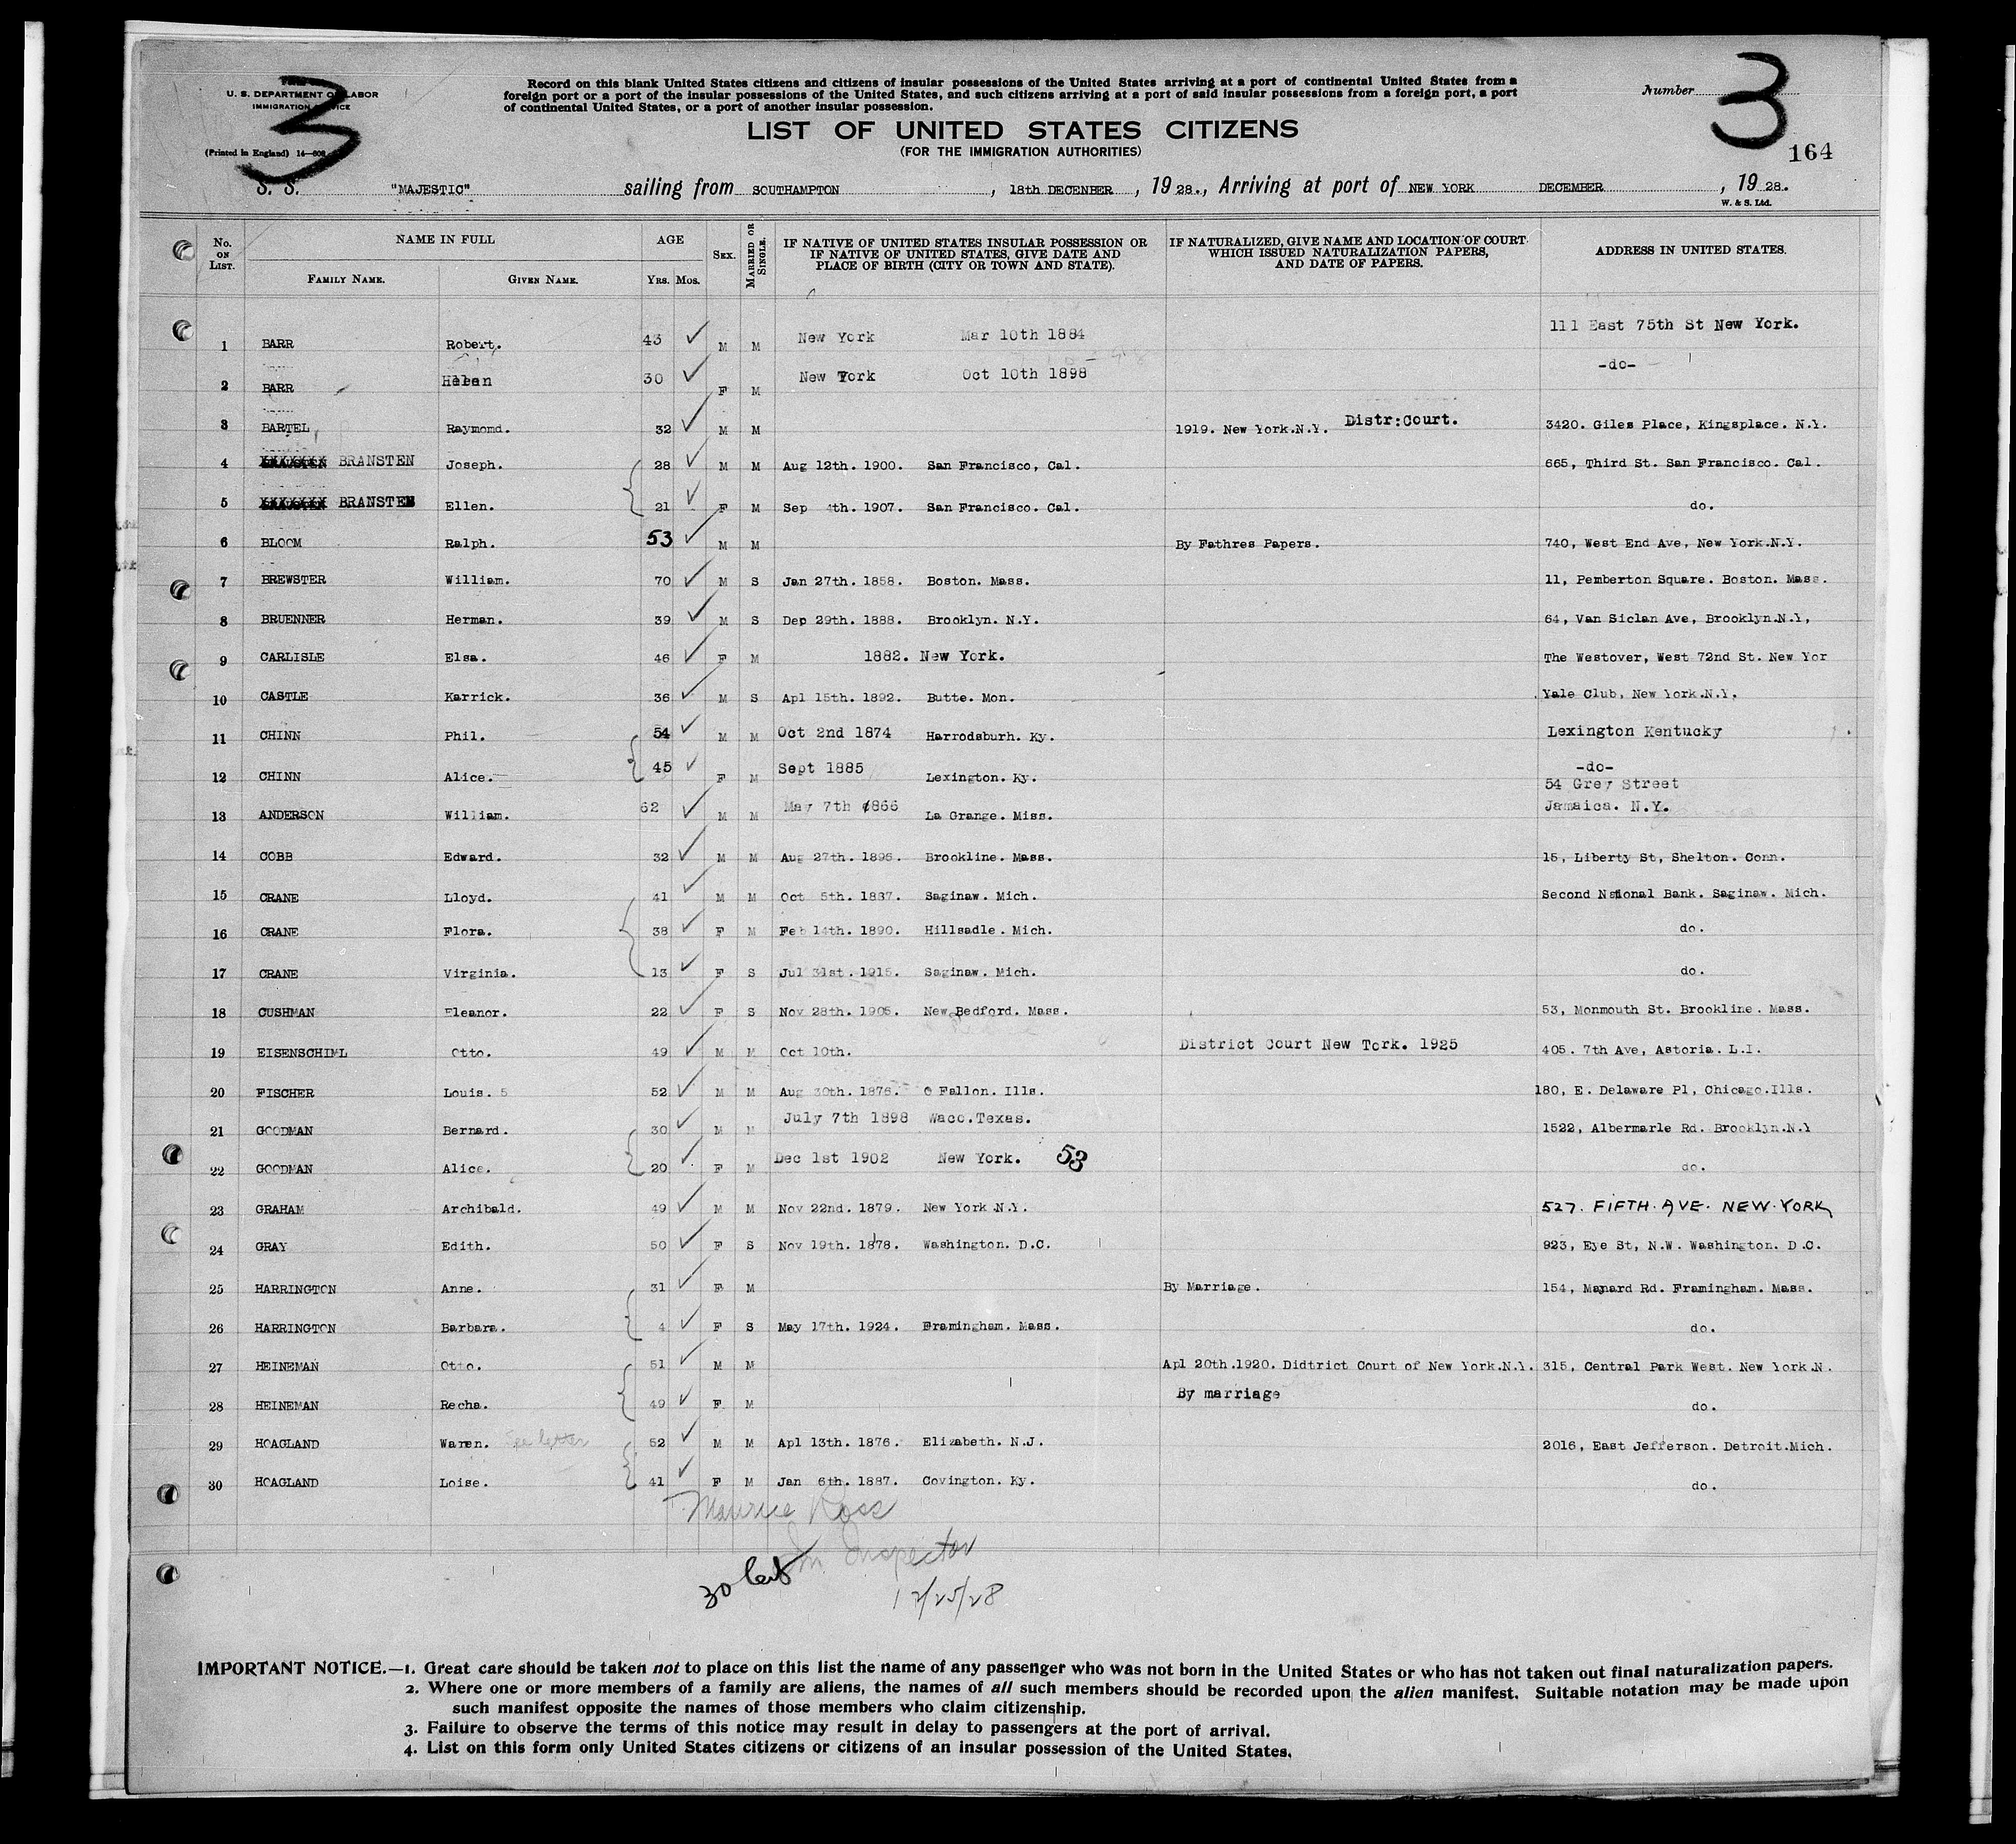 3
U. S. DEPARTMENT OF LABOR
IMMIGRATION SERVICE
(Printed in England) 14—
Record on this blank United States citizens and citizens of insular possessions of the United States arriving at a port of continental United States from a
foreign port or a port of the insular possessions of the United States, and such citizens arriving at a port of said insular possessions from a foreign port, a port
of continental United States, or a port of another insular possession.
Number 3
164
LIST OF UNITED STATES CITIZENS
(FOR THE IMMIGRATION AUTHORITIES)
S. S. "MAJESTIC" sailing from SOUTHAMPTON, 18th DECENBER, 1928., Arriving at port of NEW YORK DECEMBER, 1928.
W. & S. Ltd.
No. ON LIST. NAME IN FULL FAMILY NAME. GIVEN NAME. AGE YRS. MOS. SEX. MARRIED OR SINGLE. IF NATIVE OF UNITED STATES INSULAR POSSESSION OR IF NATIVE OF UNITED STATES, GIVE DATE AND PLACE OF BIRTH (CITY OR TOWN AND STATE). IF NATURALIZED, GIVE NAME AND LOCATION OF COURT WHICH ISSUED NATURALIZATION PAPERS, AND DATE OF PAPERS. ADDRESS IN UNITED STATES.
1 BARR Robert. 43 M M New York Mar 10th 1884 111 East 75th St New York.
2 BARR Helen 30 F M New York Oct 10th 1898 -do-
3 BARTEL Raymond. 32 M M 1919. New York.N.Y. Distr:Court. 3420. Giles Place, Kingsplace. N.Y.
4 BRANSTEN Joseph. 28 M M Aug 12th. 1900. San Francisco, Cal. 665, Third St. San Francisco. Cal.
5 BRANSTEN Ellen. 21 F M Sep 4th. 1907. San Francisco. Cal. do.
6 BLOOM Ralph. 53 M M By Fathres Papers. 740, West End Ave, New York.N.Y.
7 BREWSTER William. 70 M S Jan 27th. 1858. Boston. Mass. 11, Pemberton Square. Boston. Mass.
8 BRUENNER Herman. 39 M S Dep 29th. 1888. Brooklyn. N.Y. 64, Van Siclan Ave, Brooklyn.N.Y,
9 CARLISLE Elsa. 46 F M 1882. New York. The Westover, West 72nd St. New Yor
10 CASTLE Karrick. 36 M S Apl 15th. 1892. Butte. Mon. Yale Club, New York.N.Y.
11 CHINN Phil. 54 M M Oct 2nd 1874 Harrodsburh. Ky. Lexington Kentucky
12 CHINN Alice. 45 F M Sept 1885 Lexington. Ky. -do-
13 ANDERSON William. 62 M M May 7th 1866 La Grange. Miss. 54 Grey Street Jamaica. N.Y.
14 COBB Edward. 32 M M Aug 27th. 1896. Brookline. Mass. 15, Liberty St, Shelton. Conn.
15 CRANE Lloyd. 41 M M Oct 5th. 1887. Saginaw. Mich. Second National Bank. Saginaw. Mich.
16 CRANE Flora. 38 F M Feb 14th. 1890. Hillsadle. Mich. do.
17 CRANE Virginia. 13 F S Jul 31st. 1915. Saginaw. Mich. do.
18 CUSHMAN Eleanor. 22 F S Nov 28th. 1905. New Bedford. Mass. 53, Monmouth St. Brookline. Mass.
19 EISENSCHIML Otto. 49 M M Oct 10th. District Court New Tork. 1925 405. 7th Ave, Astoria. L.I.
20 FISCHER Louis. 5 52 M M Aug 30th. 1876. O Fallon. Ills. 180, E. Delaware Pl, Chicago.Ills.
21 GOODMAN Bernard. 30 M M July 7th 1898 Waco.Texas. 1522, Albermarle Rd. Brooklyn.N.Y
22 GOODMAN Alice. 20 F M Dec 1st 1902 New York. 53 do.
23 GRAHAM Archibald. 49 M M Nov 22nd. 1879. New York N.Y. 527. FIFTH. AVE. NEW. YORK
24 GRAY Edith. 50 F S Nov 19th. 1878. Washington. D.C. 923, Eye St, N.W. Washington. D.C.
25 HARRINGTON Anne. 31 F M By Marriage. 154, Manard Rd. Framingham. Mass.
26 HARRINGTON Barbara. 4 F S May 17th. 1924. Framingham. Mass. do.
27 HEINEMAN Otto. 51 M M Apl 20th.1920. Didtrict Court of New York.N.Y. 315, Central Park West. New York.N.
28 HEINEMAN Recha. 49 F M By marriage do.
29 HOAGLAND Waren. See letter 52 M M Apl 13th. 1876. Elizabeth. N.J. 2016, East Jefferson. Detroit.Mich.
30 HOAGLAND Loise. 41 F M Jan 6th. 1887. Covington. Ky. do.
Maurice Ross
Im Inspector
30
12/25/28
IMPORTANT NOTICE.—1. Great care should be taken not to place on this list the name of any passenger who was not born in the United States or who has not taken out final naturalization papers.
2. Where one or more members of a family are aliens, the names of all such members should be recorded upon the alien manifest. Suitable notation may be made upon
such manifest opposite the names of those members who claim citizenship.
3. Failure to observe the terms of this notice may result in delay to passengers at the port of arrival.
4. List on this form only United States citizens or citizens of an insular possession of the United States.